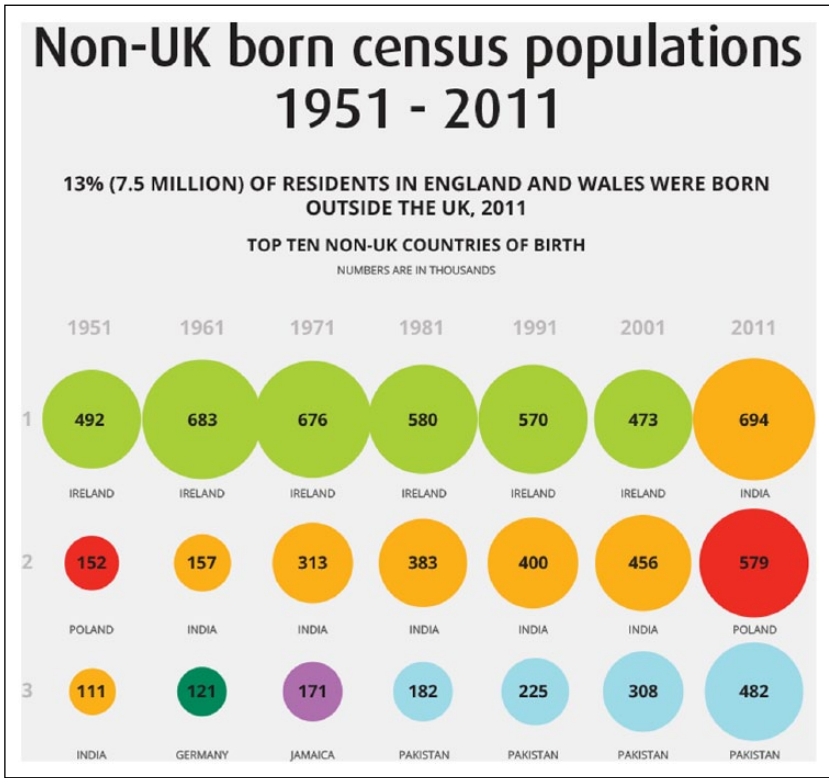 Non-UK born census populations
1951 - 2011
13% (7.5 MILLION) OF RESIDENTS IN ENGLAND AND WALES WERE BORN
OUTSIDE THE UK, 2011
TOP TEN NON-UK COUNTRIES OF BIRTH
NUMBERS ARE IN THOUSANDS
1951 1961 1971 1981 1991 2001 2011
1 492 683 676 580 570 473 694
IRELAND IRELAND IRELAND IRELAND IRELAND IRELAND INDIA
2 152 157 313 383 400 456 579
POLAND INDIA INDIA INDIA INDIA INDIA POLAND
3 111 121 171 182 225 308 482
INDIA GERMANY JAMAICA PAKISTAN PAKISTAN PAKISTAN PAKISTAN